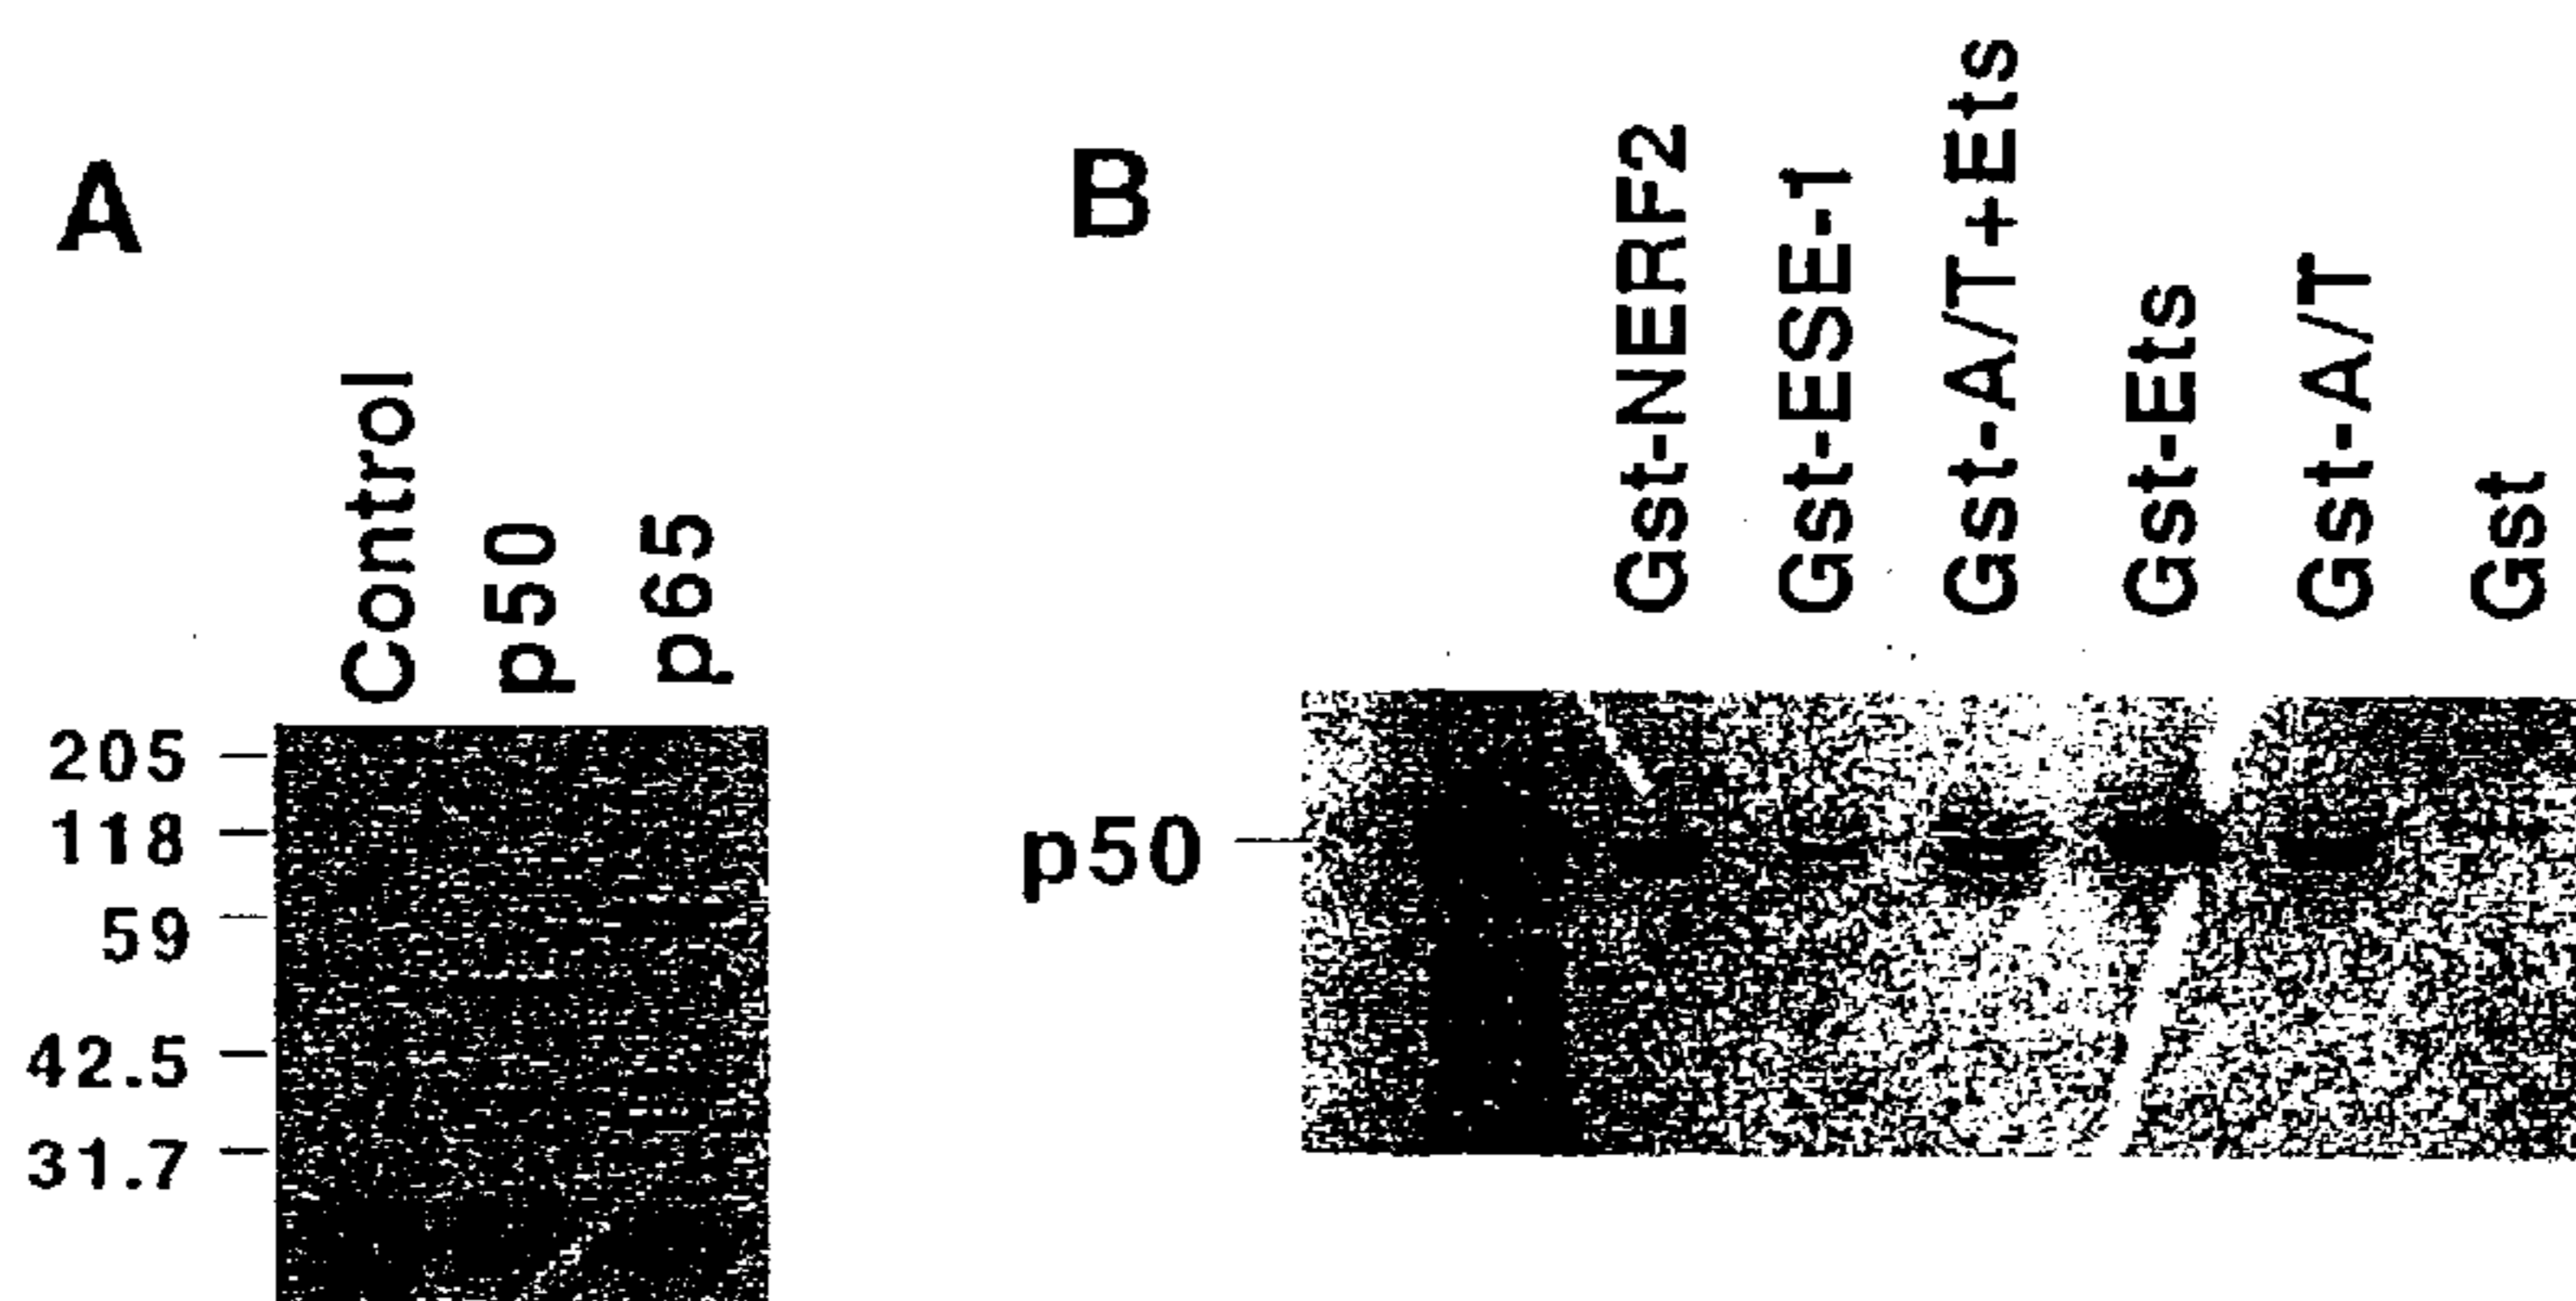 A
Control
p50
p65
205
118
59
42.5
31.7
B
Gst-NERF2
Gst-ESE-1
Gst-A/T+Ets
Gst-Ets
Gst-A/T
Gst
p50